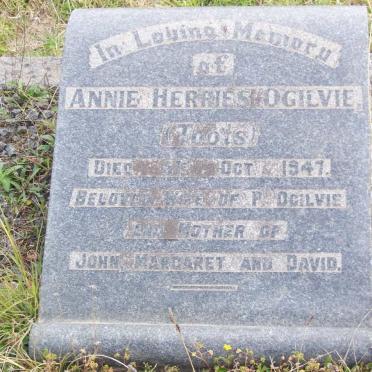 In Loving Memory
of
ANNIE HERRIES OGILVIE
(Toots)
DIED OCT. 1947.
BELOVED WIFE OF P. OGILVIE
AND MOTHER OF
JOHN MARGARET AND DAVID.